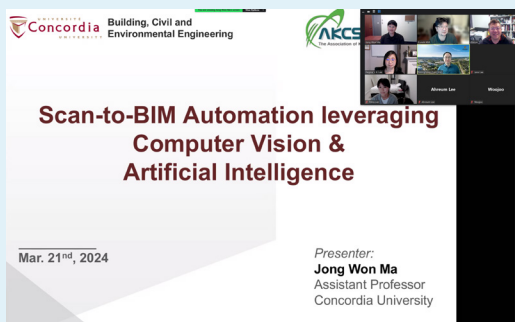 UNIVERSITÉ
Concordia
UNIVERSITY
Building, Civil and
Environmental Engineering
AKCS
The Association of
Ahreum Lee
Woojoo
Scan-to-BIM Automation leveraging
Computer Vision &
Artificial Intelligence
Mar. 21nd, 2024
Presenter:
Jong Won Ma
Assistant Professor
Concordia University